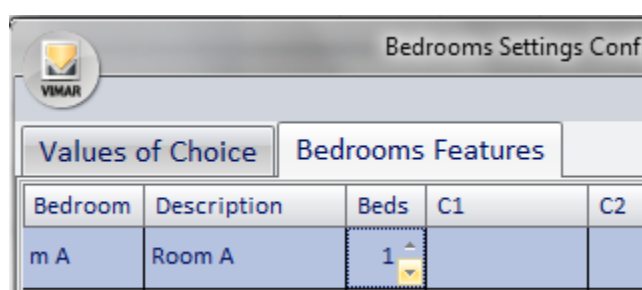 Bedrooms Settings Conf
VIMAR
Values of Choice Bedrooms Features
Bedroom Description Beds C1 C2
m A Room A 1